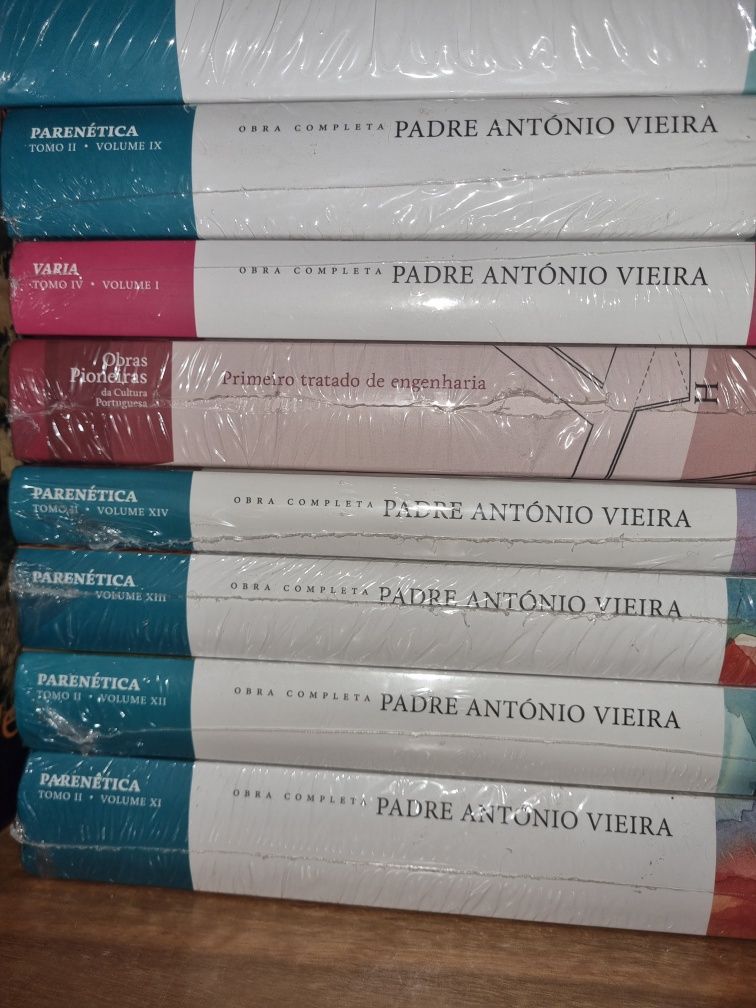 PARENÉTICA
TOMO II • VOLUME IX
OBRA COMPLETA PADRE ANTÓNIO VIEIRA
VARIA
TOMO IV • VOLUME I
OBRA COMPLETA PADRE ANTÓNIO VIEIRA
Obras
Pioneiras
da Cultura
Portuguesa
Primeiro tratado de engenharia
H
PARENÉTICA
TOMO II • VOLUME XIV
OBRA COMPLETA PADRE ANTÓNIO VIEIRA
PARENÉTICA
VOLUME XIII
OBRA COMPLETA PADRE ANTÓNIO VIEIRA
PARENÉTICA
TOMO II • VOLUME XII
OBRA COMPLETA PADRE ANTÓNIO VIEIRA
PARENÉTICA
TOMO II • VOLUME XI
OBRA COMPLETA PADRE ANTÓNIO VIEIRA